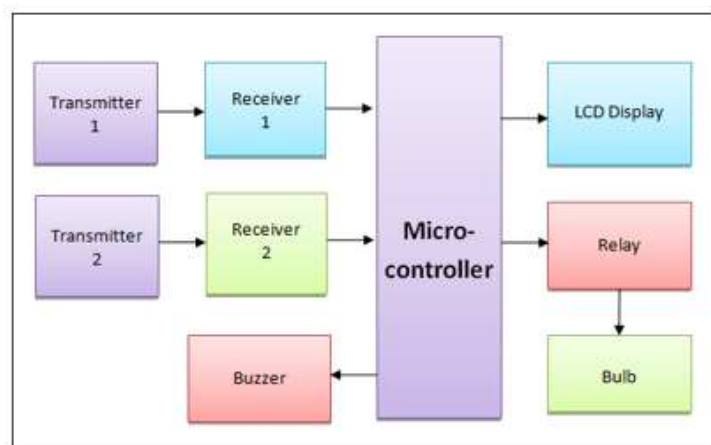 Transmitter
1
Receiver
1
LCD Display
Transmitter
2
Receiver
2
Micro-
controller
Relay
Buzzer
Bulb